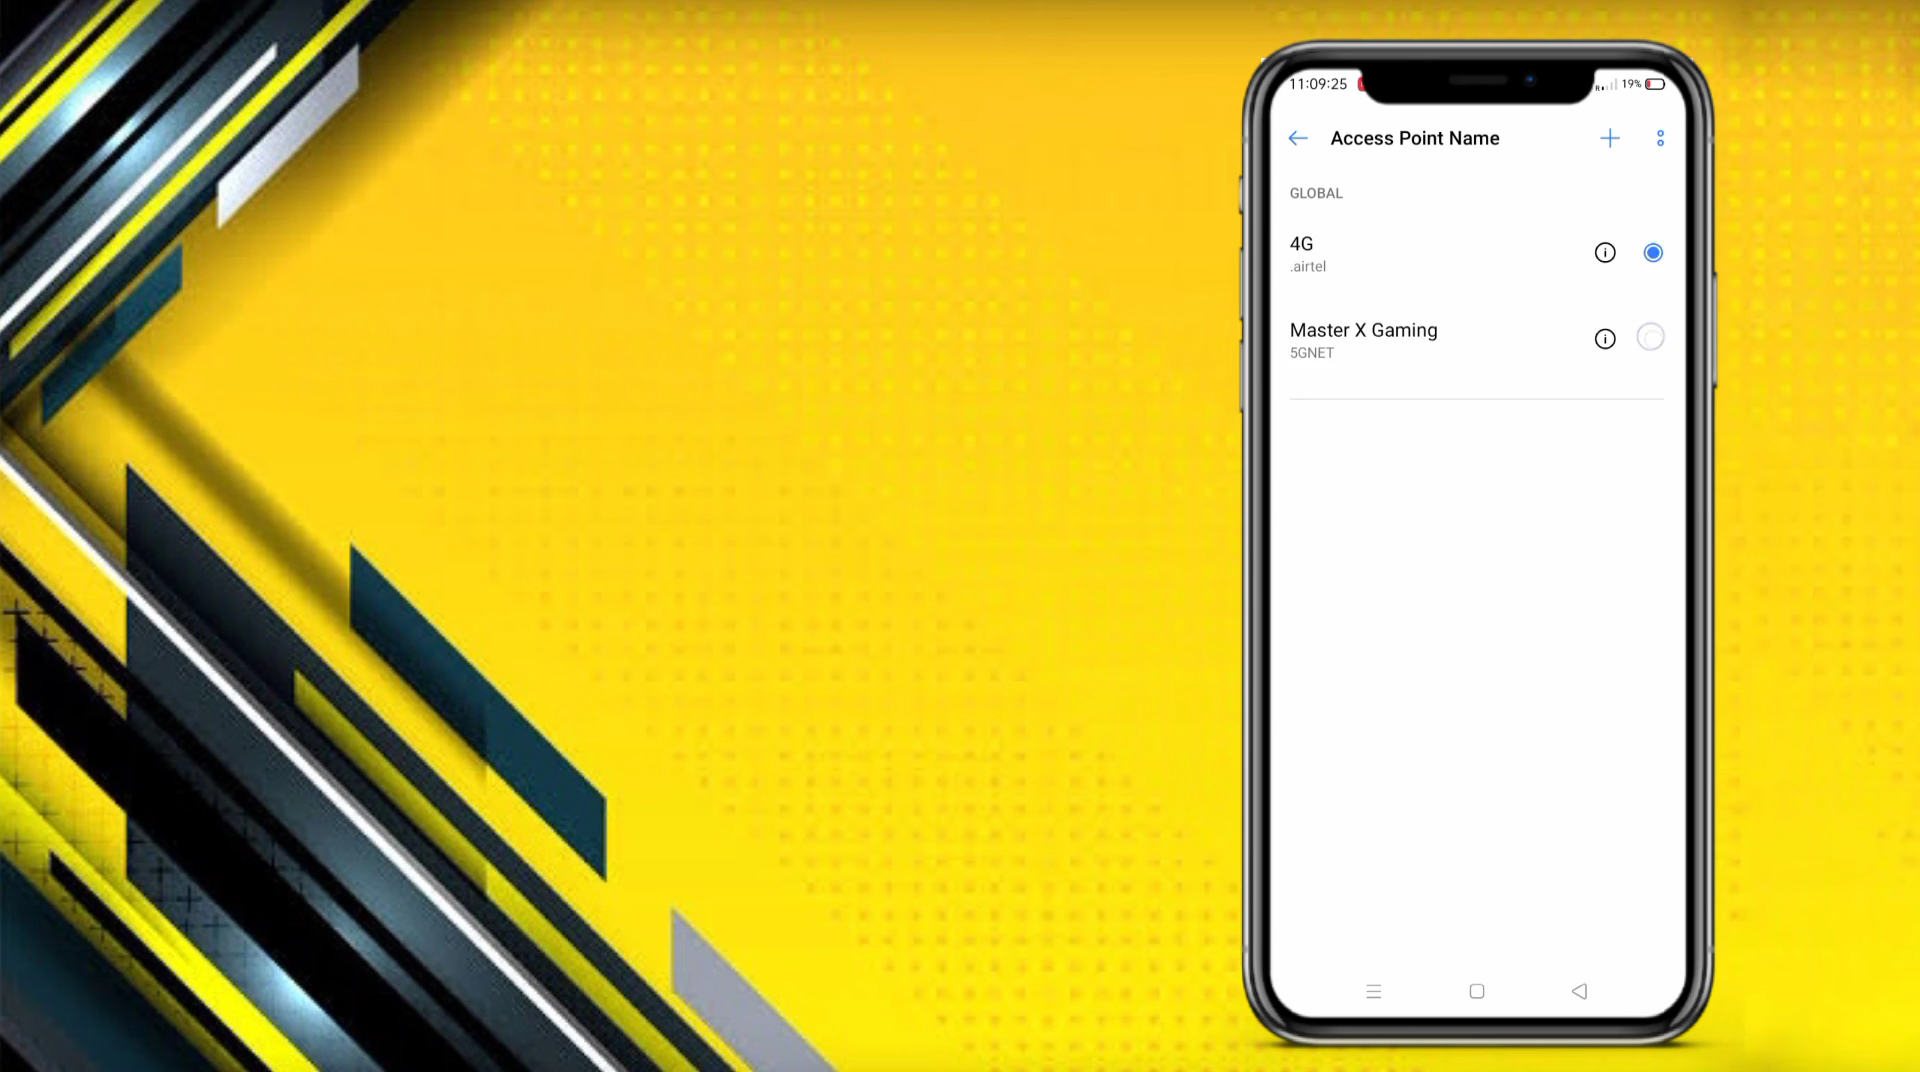 11:09:25
R 19%
Access Point Name
GLOBAL
4G
.airtel
Master X Gaming
5GNET